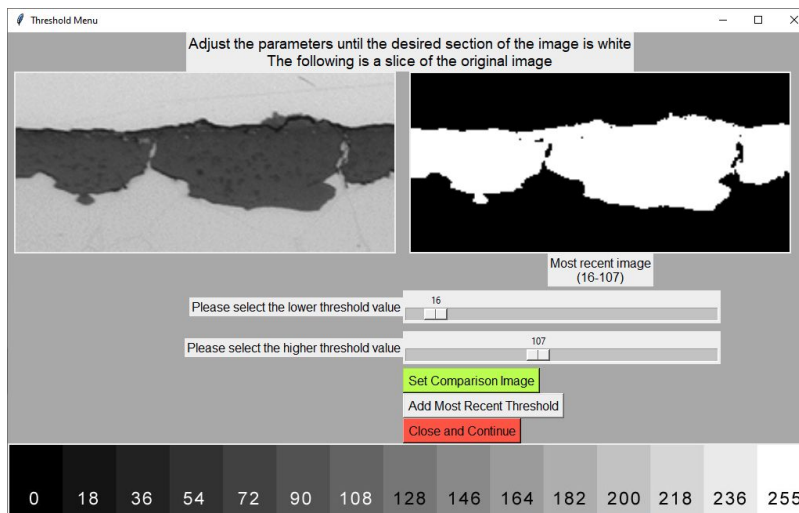 Threshold Menu
Adjust the parameters until the desired section of the image is white
The following is a slice of the original image
Most recent image
(16-107)
16
Please select the lower threshold value
107
Please select the higher threshold value
Set Comparison Image
Add Most Recent Threshold
Close and Continue
0 18 36 54 72 90 108 128 146 164 182 200 218 236 255